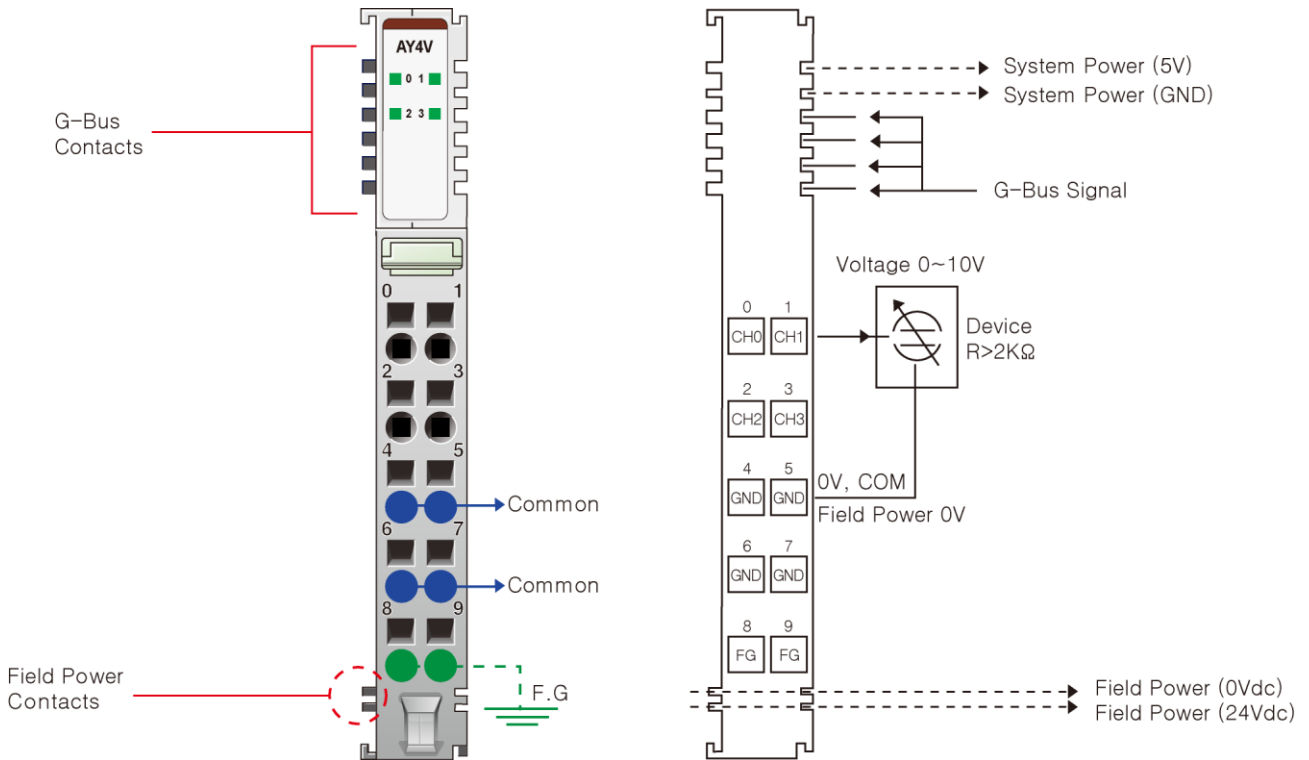 AY4V
0 1
2 3
G-Bus
Contacts
0 1
2 3
4 5
Common
6 7
Common
8 9
Field Power
Contacts
F.G
System Power (5V)
System Power (GND)
G-Bus Signal
Voltage 0~10V
0 1
CH0 CH1
Device
R>2KΩ
2 3
CH2 CH3
4 5
GND GND
0V, COM
Field Power 0V
6 7
GND GND
8 9
FG FG
Field Power (0Vdc)
Field Power (24Vdc)